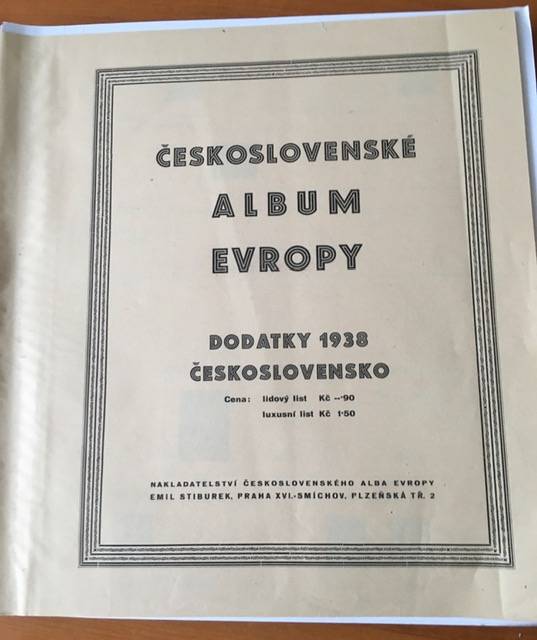 ČESKOSLOVENSKÉ
ALBUM
EVROPY
DODATKY 1938
ČESKOSLOVENSKO
Cena: lidový list Kč —·90
luxusní list Kč 1·50
NAKLADATELSTVÍ ČESKOSLOVENSKÉHO ALBA EVROPY
EMIL STIBUREK, PRAHA XVI.-SMÍCHOV, PLZEŇSKÁ TŘ. 2